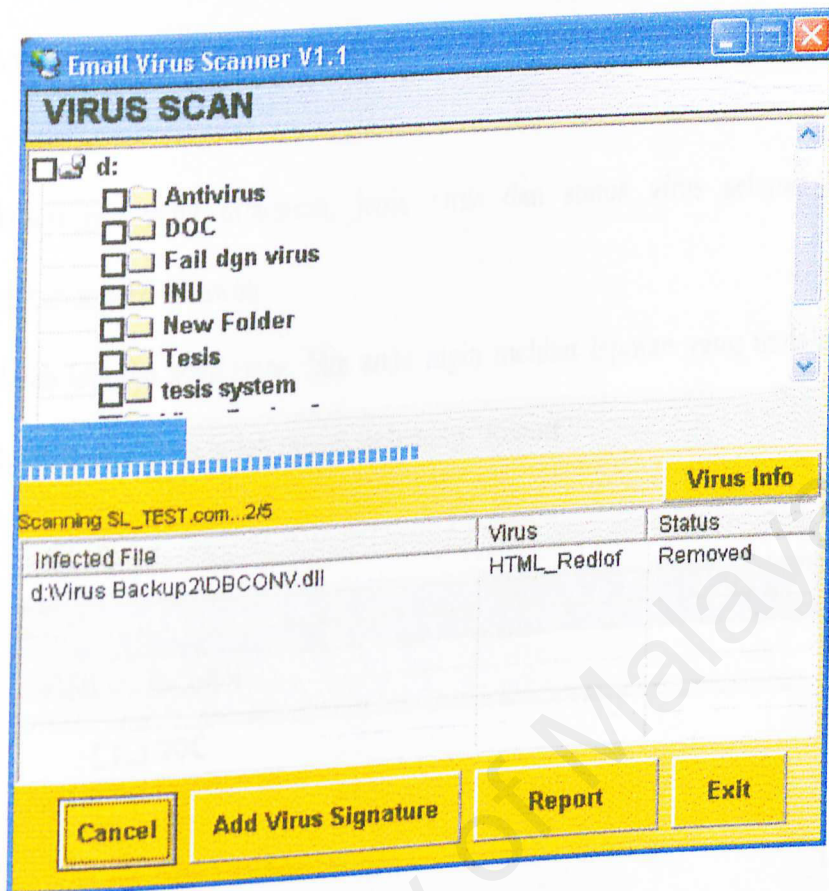 Email Virus Scanner V1.1
VIRUS SCAN
d:
Antivirus
DOC
Fail dgn virus
INU
New Folder
Tesis
tesis system
Virus Info
Scanning SL_TEST.com...2/5
Infected File Virus Status
d:\Virus Backup2\DBCONV.dll HTML_Redlof Removed
Cancel Add Virus Signature Report Exit
of Malaya